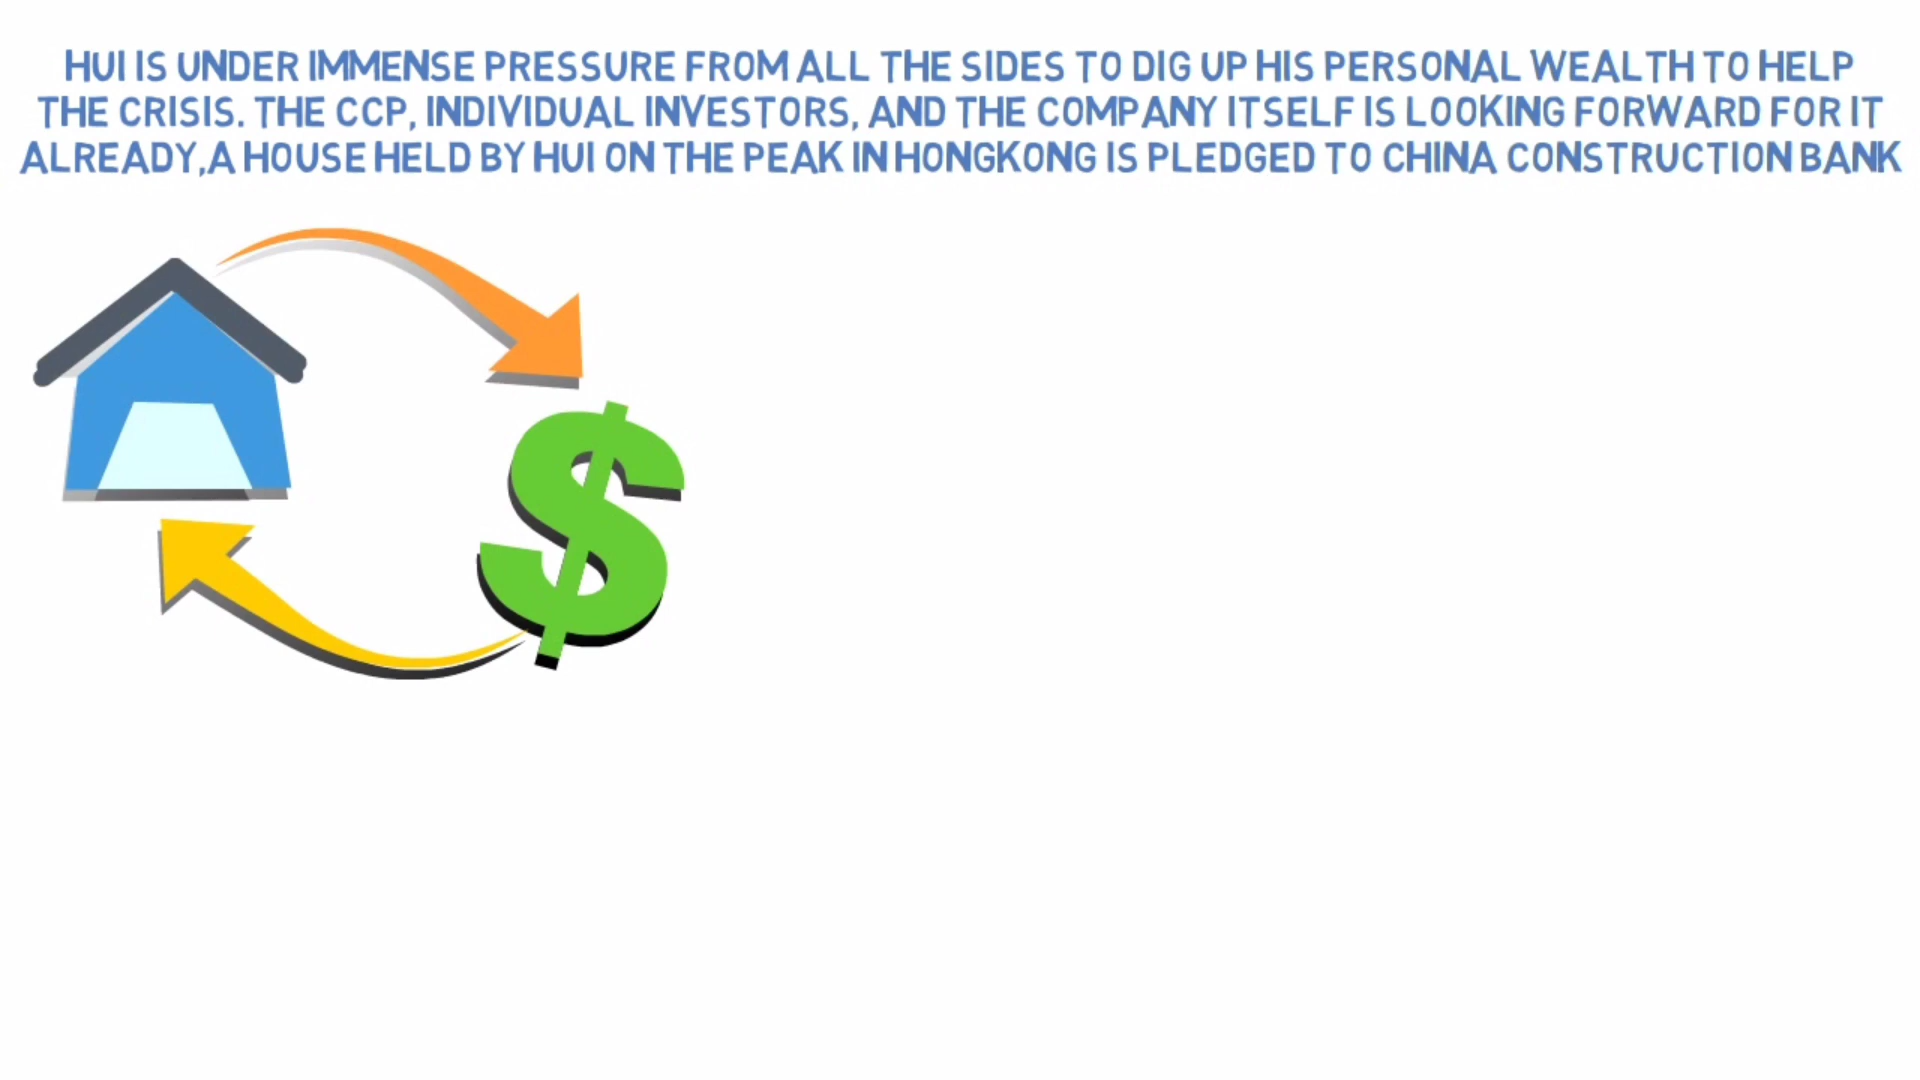 HUI IS UNDER IMMENSE PRESSURE FROM ALL THE SIDES TO DIG UP HIS PERSONAL WEALTH TO HELP
THE CRISIS. THE CCP, INDIVIDUAL INVESTORS, AND THE COMPANY ITSELF IS LOOKING FORWARD FOR IT
ALREADY,A HOUSE HELD BY HUI ON THE PEAK IN HONGKONG IS PLEDGED TO CHINA CONSTRUCTION BANK
$